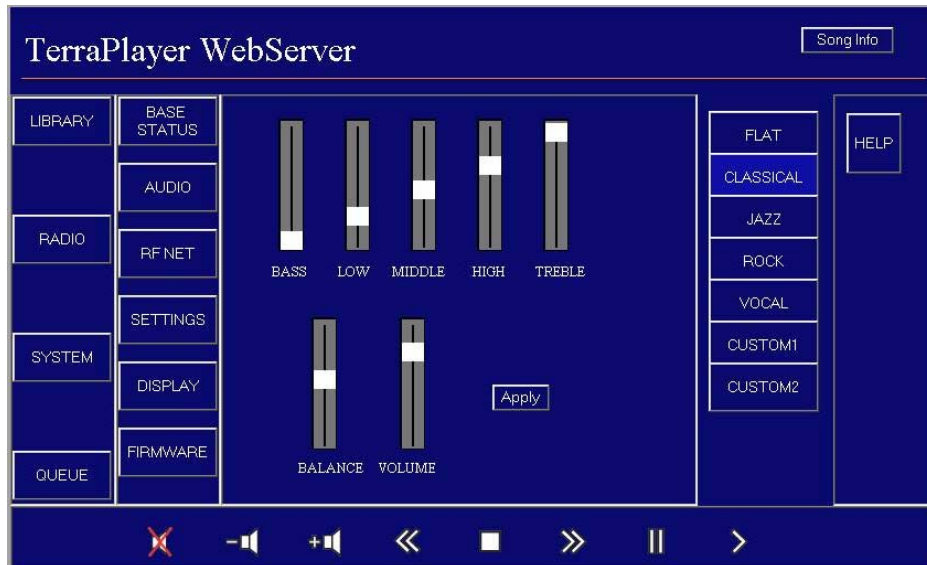 TerraPlayer WebServer
Song Info
LIBRARY
RADIO
SYSTEM
QUEUE
BASE
STATUS
AUDIO
RF NET
SETTINGS
DISPLAY
FIRMWARE
BASS LOW MIDDLE HIGH TREBLE
BALANCE VOLUME
Apply
FLAT
CLASSICAL
JAZZ
ROCK
VOCAL
CUSTOM1
CUSTOM2
HELP